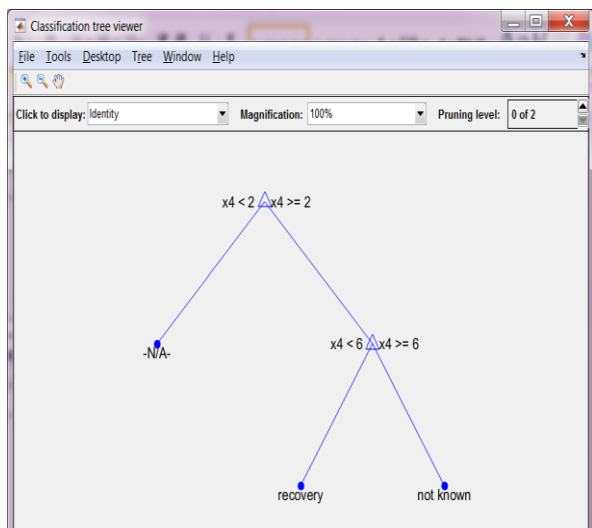 Classification tree viewer
File Tools Desktop Tree Window Help
Click to display: Identity Magnification: 100% Pruning level: 0 of 2
x4 < 2 x4 >= 2
-N/A-
x4 < 6 x4 >= 6
recovery not known